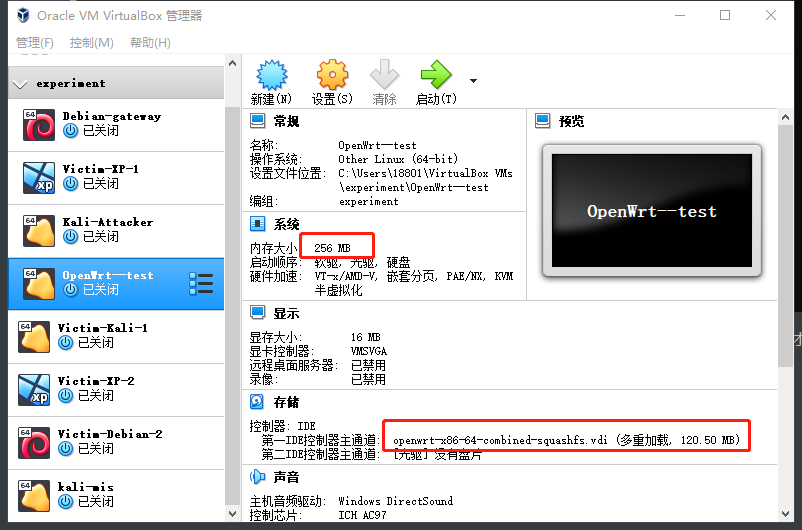 Oracle VM VirtualBox 管理器
管理(F) 控制(M) 帮助(H)
experiment
64 Debian-gateway
已关闭
xp Victim-XP-1
已关闭
64 Kali-Attacker
已关闭
64 OpenWrt--test
已关闭
64 Victim-Kali-1
已关闭
xp Victim-XP-2
已关闭
64 Victim-Debian-2
已关闭
64 kali-mis
已关闭
新建(N) 设置(S) 清除 启动(T)
常规
名称: OpenWrt--test
操作系统: Other Linux (64-bit)
设置文件位置: C:\Users\18801\VirtualBox VMs
\experiment\OpenWrt--test
编组: experiment
预览
OpenWrt--test
系统
内存大小: 256 MB
启动顺序: 软驱, 光驱, 硬盘
硬件加速: VT-x/AMD-V, 嵌套分页, PAE/NX, KVM
半虚拟化
显示
显存大小: 16 MB
显卡控制器: VMSVGA
远程桌面服务器: 已禁用
录像: 已禁用
存储
控制器: IDE
第一IDE控制器主通道: openwrt-x86-64-combined-squashfs.vdi (多重加载, 120.50 MB)
第二IDE控制器主通道: [光驱] 没有盘片
声音
主机音频驱动: Windows DirectSound
控制芯片: ICH AC97